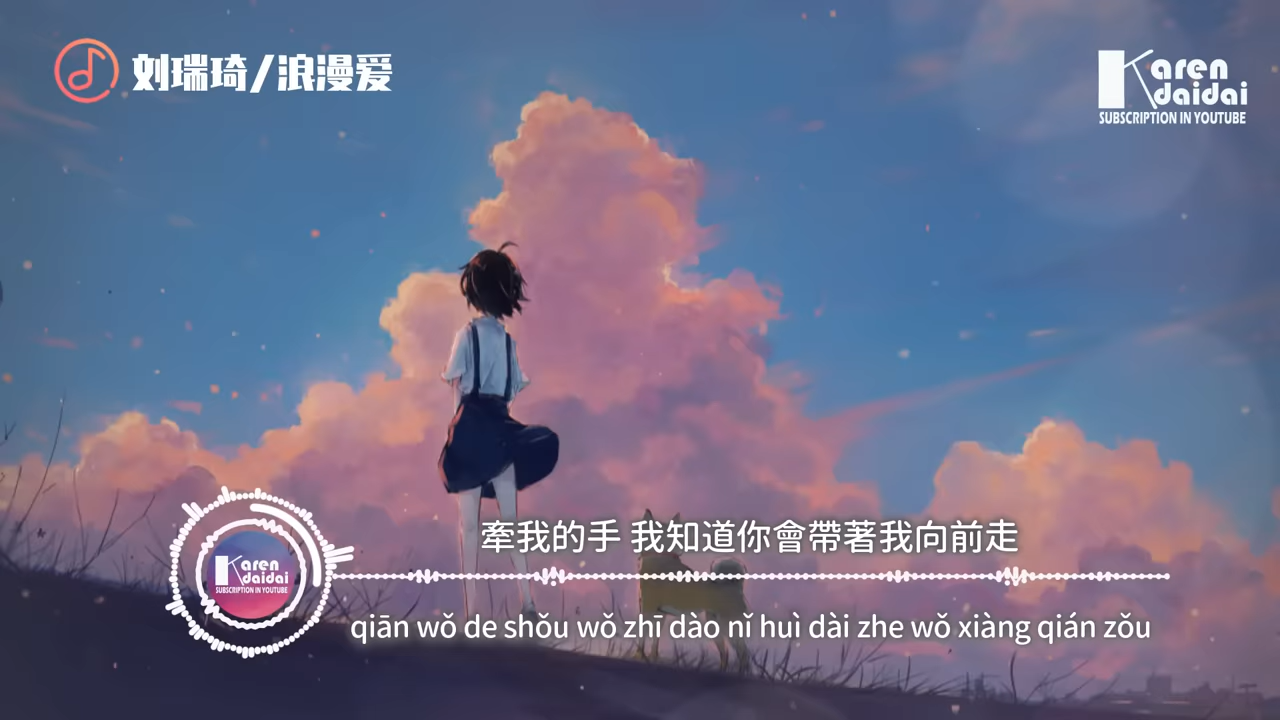 刘瑞琦/浪漫爱
Karen
daidai
SUBSCRIPTION IN YOUTUBE
牽我的手 我知道你會帶著我向前走
Karen
daidai
SUBSCRIPTION IN YOUTUBE
qiān wǒ de shǒu wǒ zhī dào nǐ huì dài zhe wǒ xiàng qián zǒu